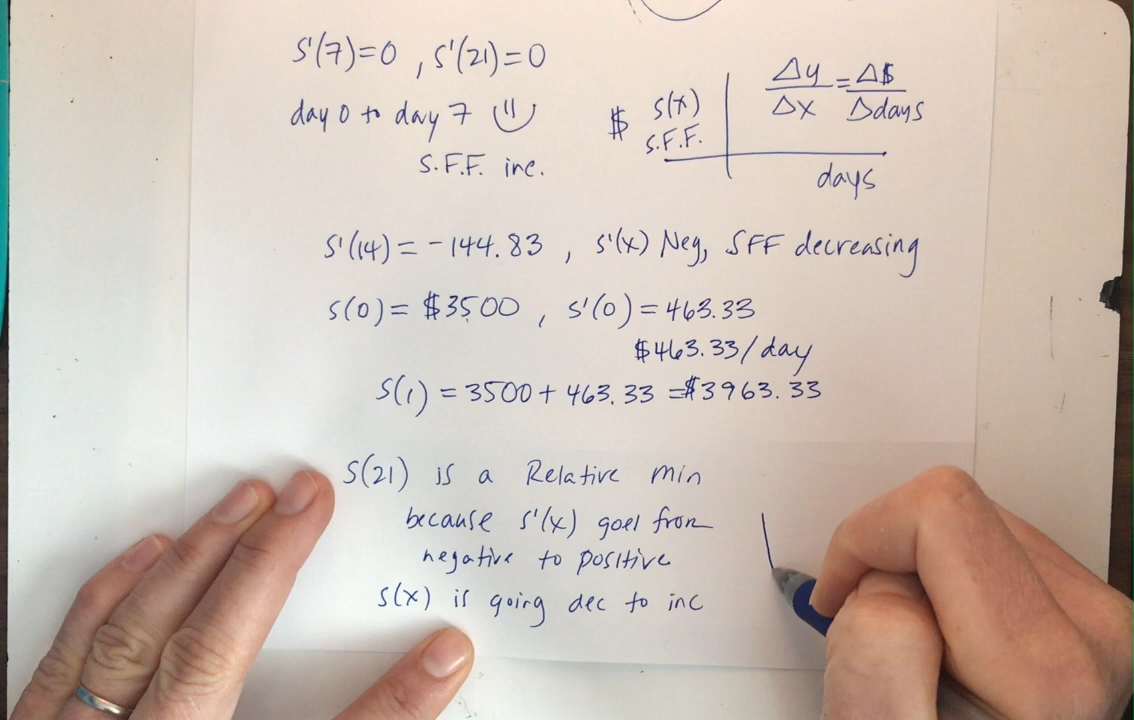 S'(7)=0 , S'(21)=0
day 0 to day 7
S.F.F. inc.
$ S(x)
S.F.F.
Δy/Δx = Δ$/Δdays
days
S'(14) = -144.83 , S'(x) Neg, SFF decreasing
S(0) = $3500 , S'(0) = 463.33
$463.33/day
S(1) = 3500 + 463.33 = $3963.33
S(21) is a Relative min
because S'(x) goes from
negative to positive
S(x) is going dec to inc